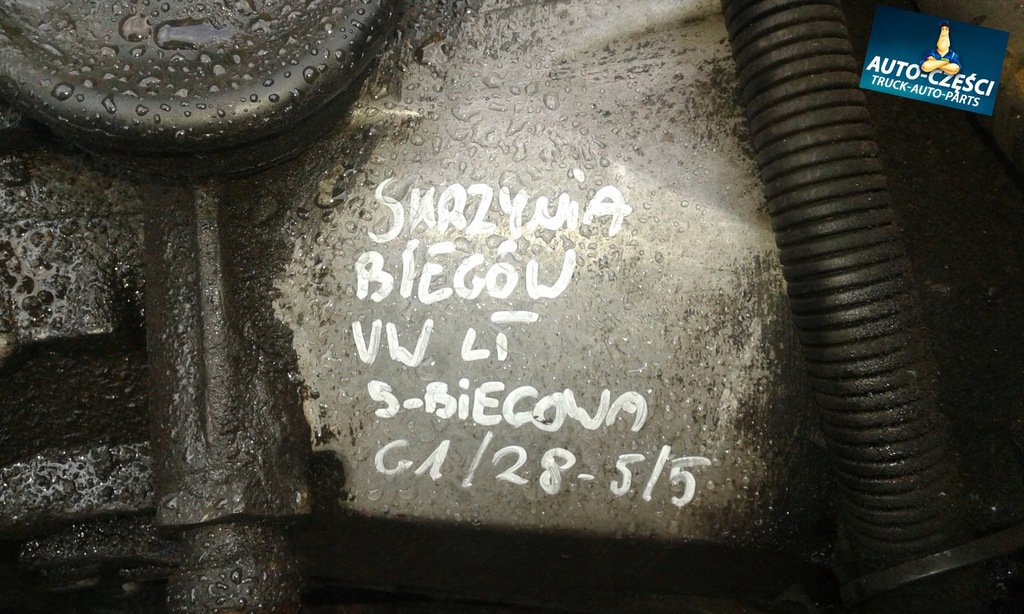 SKRZYNIA
BIEGÓW
VW LT
5-BIEGOWA
G1/28-5/5
AUTO-CZĘŚCI
TRUCK-AUTO-PARTS